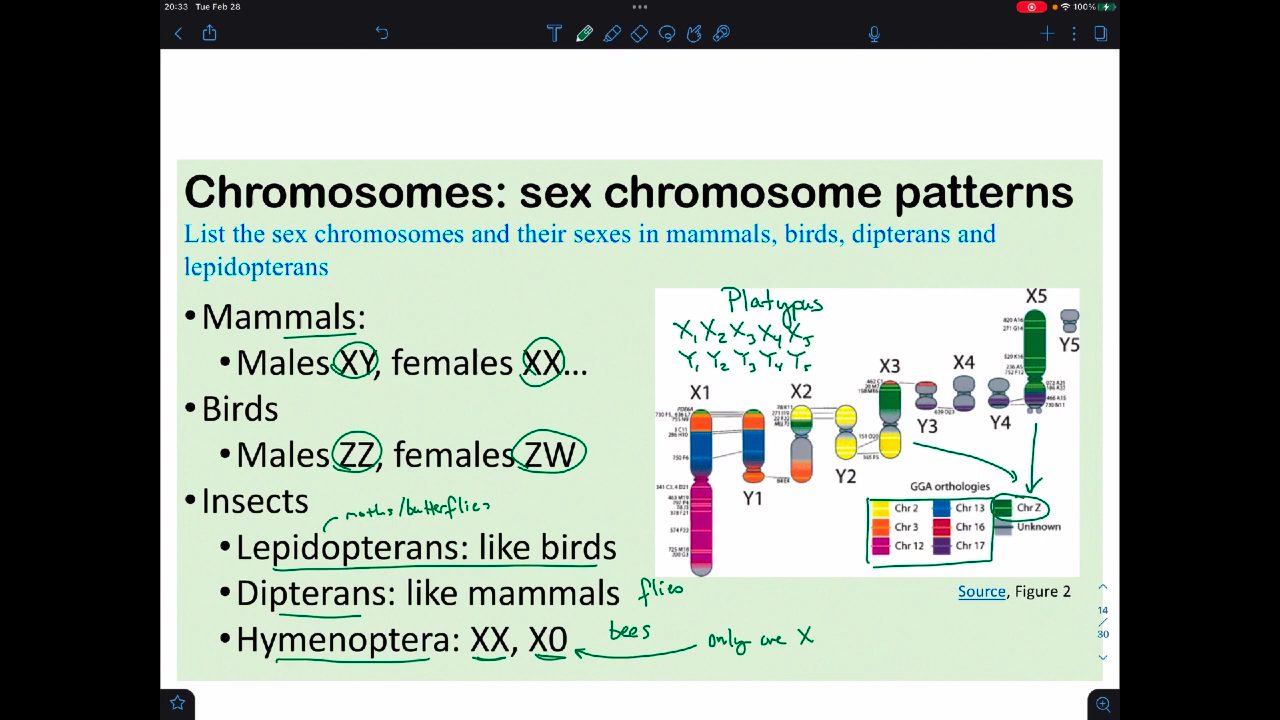 20:33 Tue Feb 28
100%
Chromosomes: sex chromosome patterns
List the sex chromosomes and their sexes in mammals, birds, dipterans and
lepidopterans
•Mammals:
•Males XY, females XX...
•Birds
•Males ZZ, females ZW
•Insects
moths/butterflies
•Lepidopterans: like birds
•Dipterans: like mammals
flies
•Hymenoptera: XX, X0
bees
only one X
Platypus
X1 X2 X3 X4 X5
Y1 Y2 Y3 Y4 Y5
X1
Y1
X2
Y2
X3
Y3
X4
Y4
X5
Y5
GGA orthologies
Chr 2
Chr 13
Chr Z
Chr 3
Chr 16
Unknown
Chr 12
Chr 17
Source, Figure 2
14
/
30